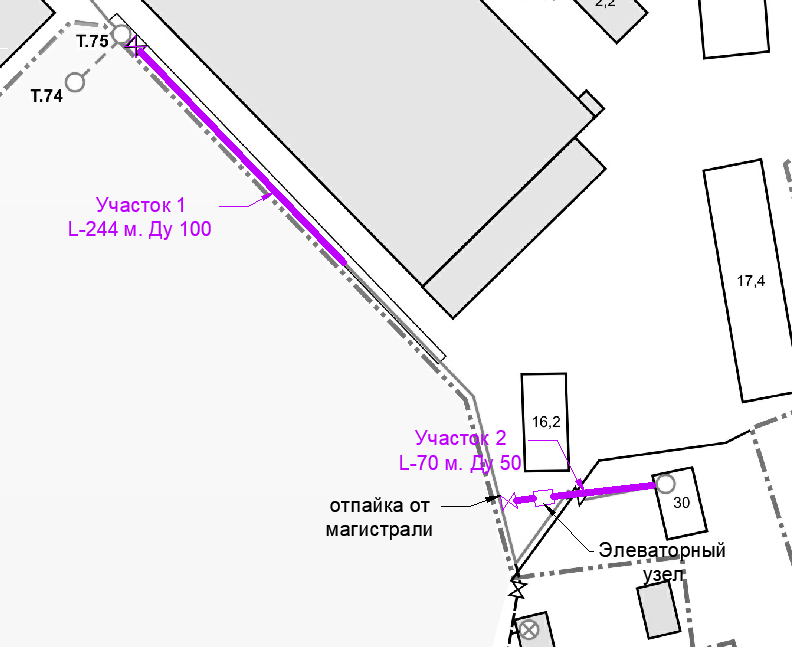 2,2
Т.75
Т.74
Участок 1
L-244 м. Ду 100
17,4
16,2
Участок 2
L-70 м. Ду 50
отпайка от
магистрали
30
Элеваторный
узел